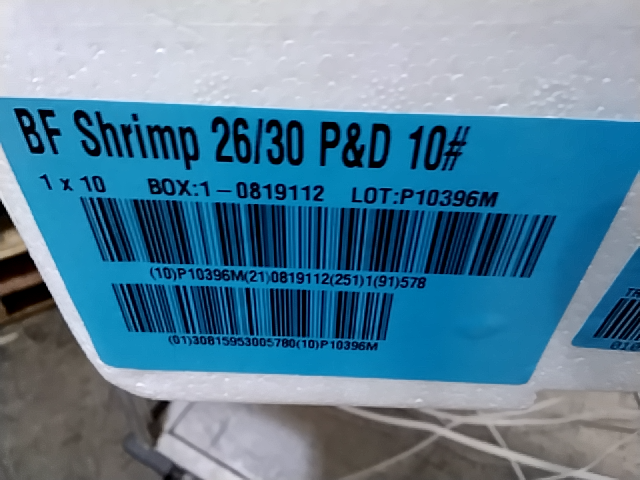 BF Shrimp 26/30 P&D 10#
1 x 10 BOX:1-0819112 LOT:P10396M
(10)P10396M(21)0819112(251)1(91)578
(01)30815953005780(10)P10396M